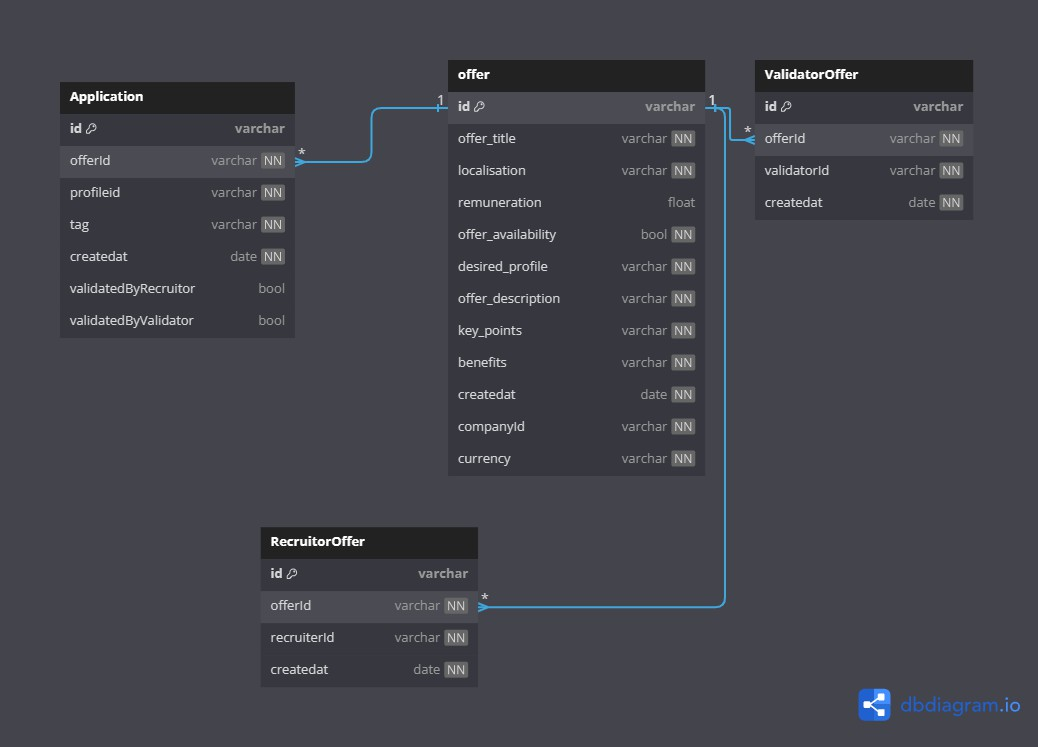 Application
id varchar
offerId varchar NN
profileid varchar NN
tag varchar NN
createdat date NN
validatedByRecruitor bool
validatedByValidator bool
*
1
offer
id varchar
offer_title varchar NN
localisation varchar NN
remuneration float
offer_availability bool NN
desired_profile varchar NN
offer_description varchar NN
key_points varchar NN
benefits varchar NN
createdat date NN
companyId varchar NN
currency varchar NN
1
*
ValidatorOffer
id varchar
offerId varchar NN
validatorId varchar NN
createdat date NN
RecruitorOffer
id varchar
offerId varchar NN
recruiterId varchar NN
createdat date NN
*
dbdiagram.io